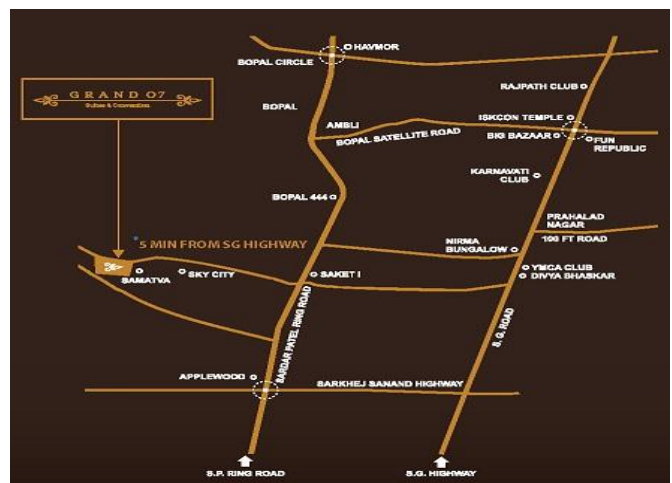 HAVMOR
BOPAL CIRCLE
RAJPATH CLUB
GRAND 07
Suites & Conventions
BOPAL
ISKCON TEMPLE
AMBLI
BOPAL SATELLITE ROAD
BIG BAZAAR
FUN
REPUBLIC
KARNAVATI
CLUB
BOPAL 444
PRAHALAD
NAGAR
100 FT ROAD
*5 MIN FROM SG HIGHWAY
NIRMA
BUNGALOW
SAMATVA
SKY CITY
SAKET I
YMCA CLUB
DIVYA BHASKAR
SARDAR PATEL RING ROAD
S. G. ROAD
APPLEWOOD
SARKHEJ SANAND HIGHWAY
S.P. RING ROAD
S.G. HIGHWAY